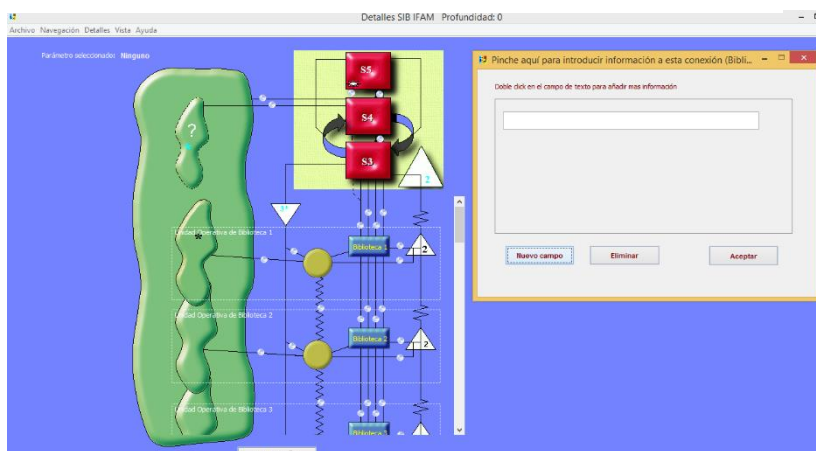 Detalles SIB IFAM Profundidad: 0
Archivo Navegación Detalles Vista Ayuda
Parámetro seleccionado: Ninguno
S5
S4
S3
?
2
3*
Unidad Operativa de Biblioteca 1
Biblioteca 1
2
Unidad Operativa de Biblioteca 2
Biblioteca 2
2
Unidad Operativa de Biblioteca 3
Biblioteca 3
Pinche aquí para introducir información a esta conexión (Bibli...
Doble click en el campo de texto para añadir mas información
Nuevo campo
Eliminar
Aceptar